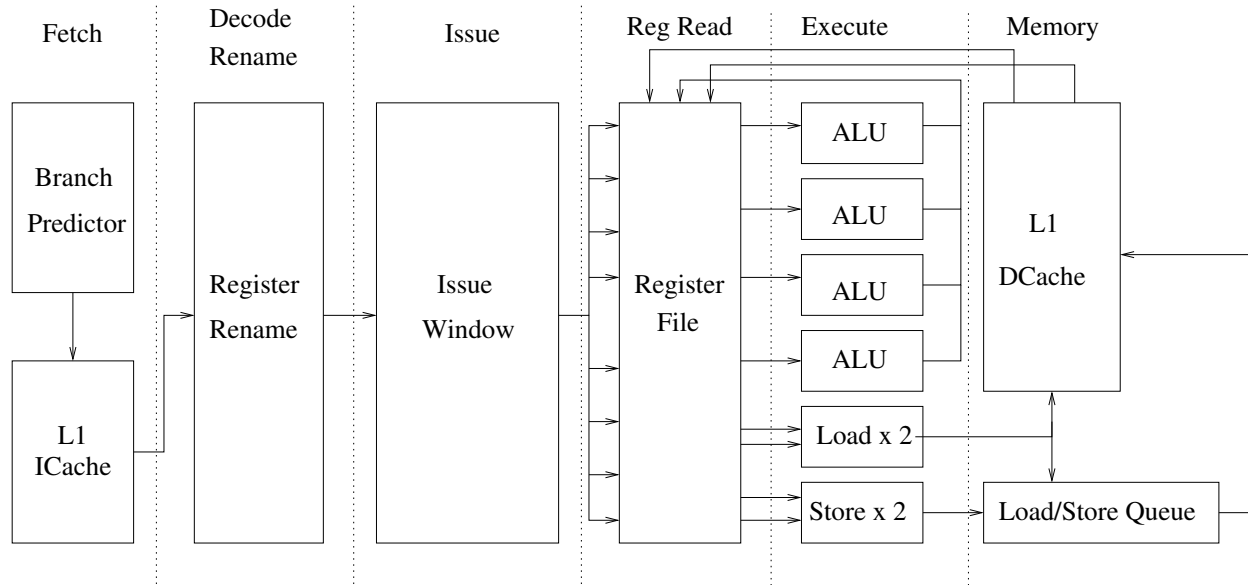 Fetch
Decode
Rename
Issue
Reg Read
Execute
Memory
Branch
Predictor
L1
ICache
Register
Rename
Issue
Window
Register
File
ALU
ALU
ALU
ALU
Load x 2
Store x 2
L1
DCache
Load/Store Queue